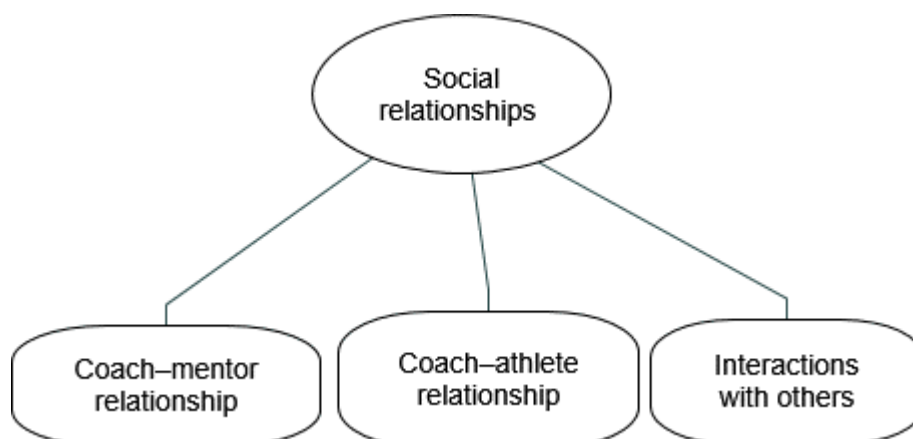 Social
relationships
Coach–mentor
relationship
Coach–athlete
relationship
Interactions
with others